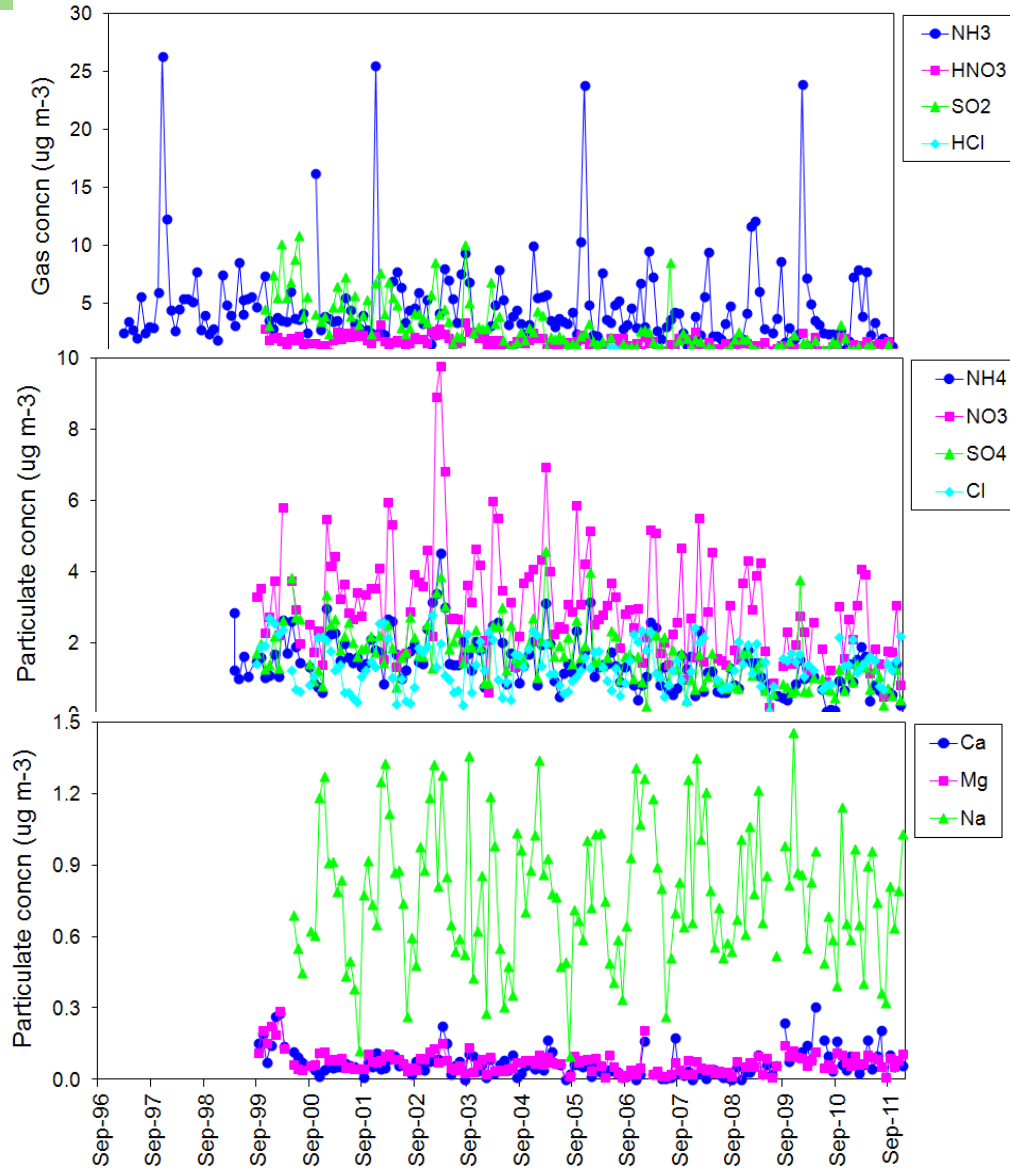 Gas concn (ug m-3)
30
25
20
15
10
5
NH3
HNO3
SO2
HCl
Particulate concn (ug m-3)
10
8
6
4
2
0
NH4
NO3
SO4
Cl
Particulate concn (ug m-3)
1.5
1.2
0.9
0.6
0.3
0.0
Ca
Mg
Na
Sep-96
Sep-97
Sep-98
Sep-99
Sep-00
Sep-01
Sep-02
Sep-03
Sep-04
Sep-05
Sep-06
Sep-07
Sep-08
Sep-09
Sep-10
Sep-11